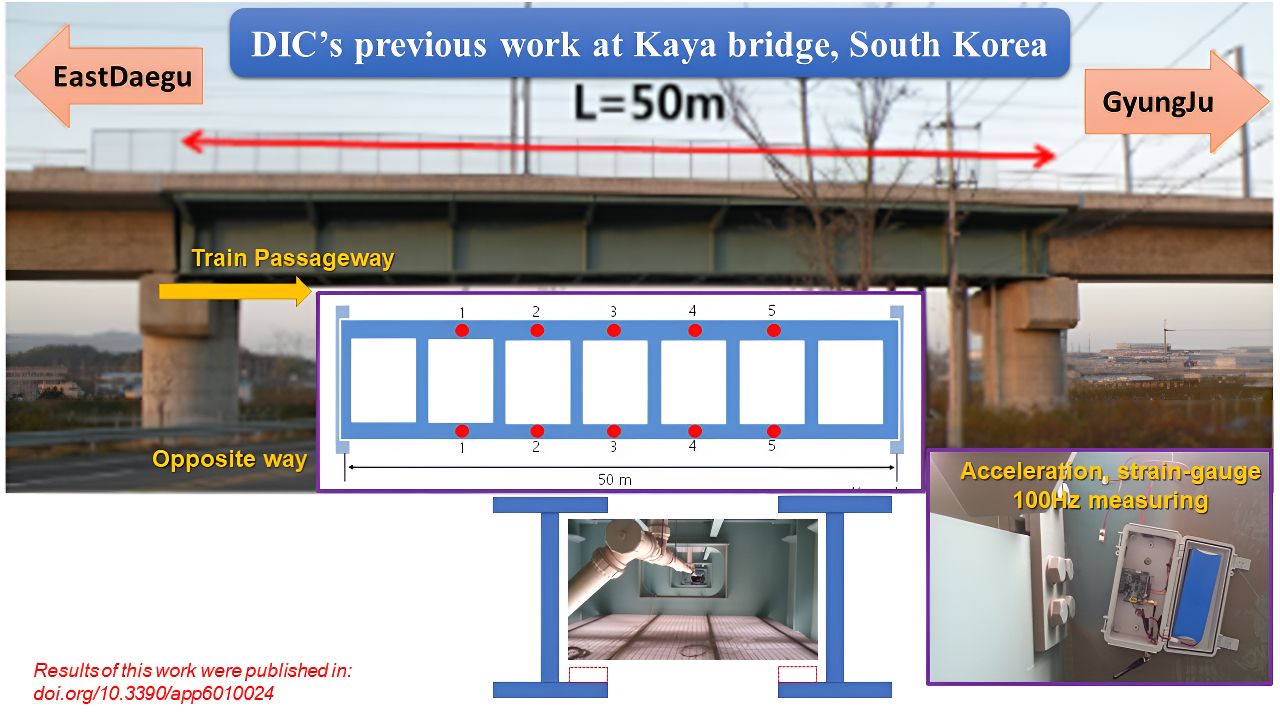 DIC's previous work at Kaya bridge, South Korea
EastDaegu
GyungJu
L=50m
Train Passageway
1 2 3 4 5
Opposite way
1 2 3 4 5
50 m
Acceleration, strain-gauge
100Hz measuring
Results of this work were published in:
doi.org/10.3390/app6010024